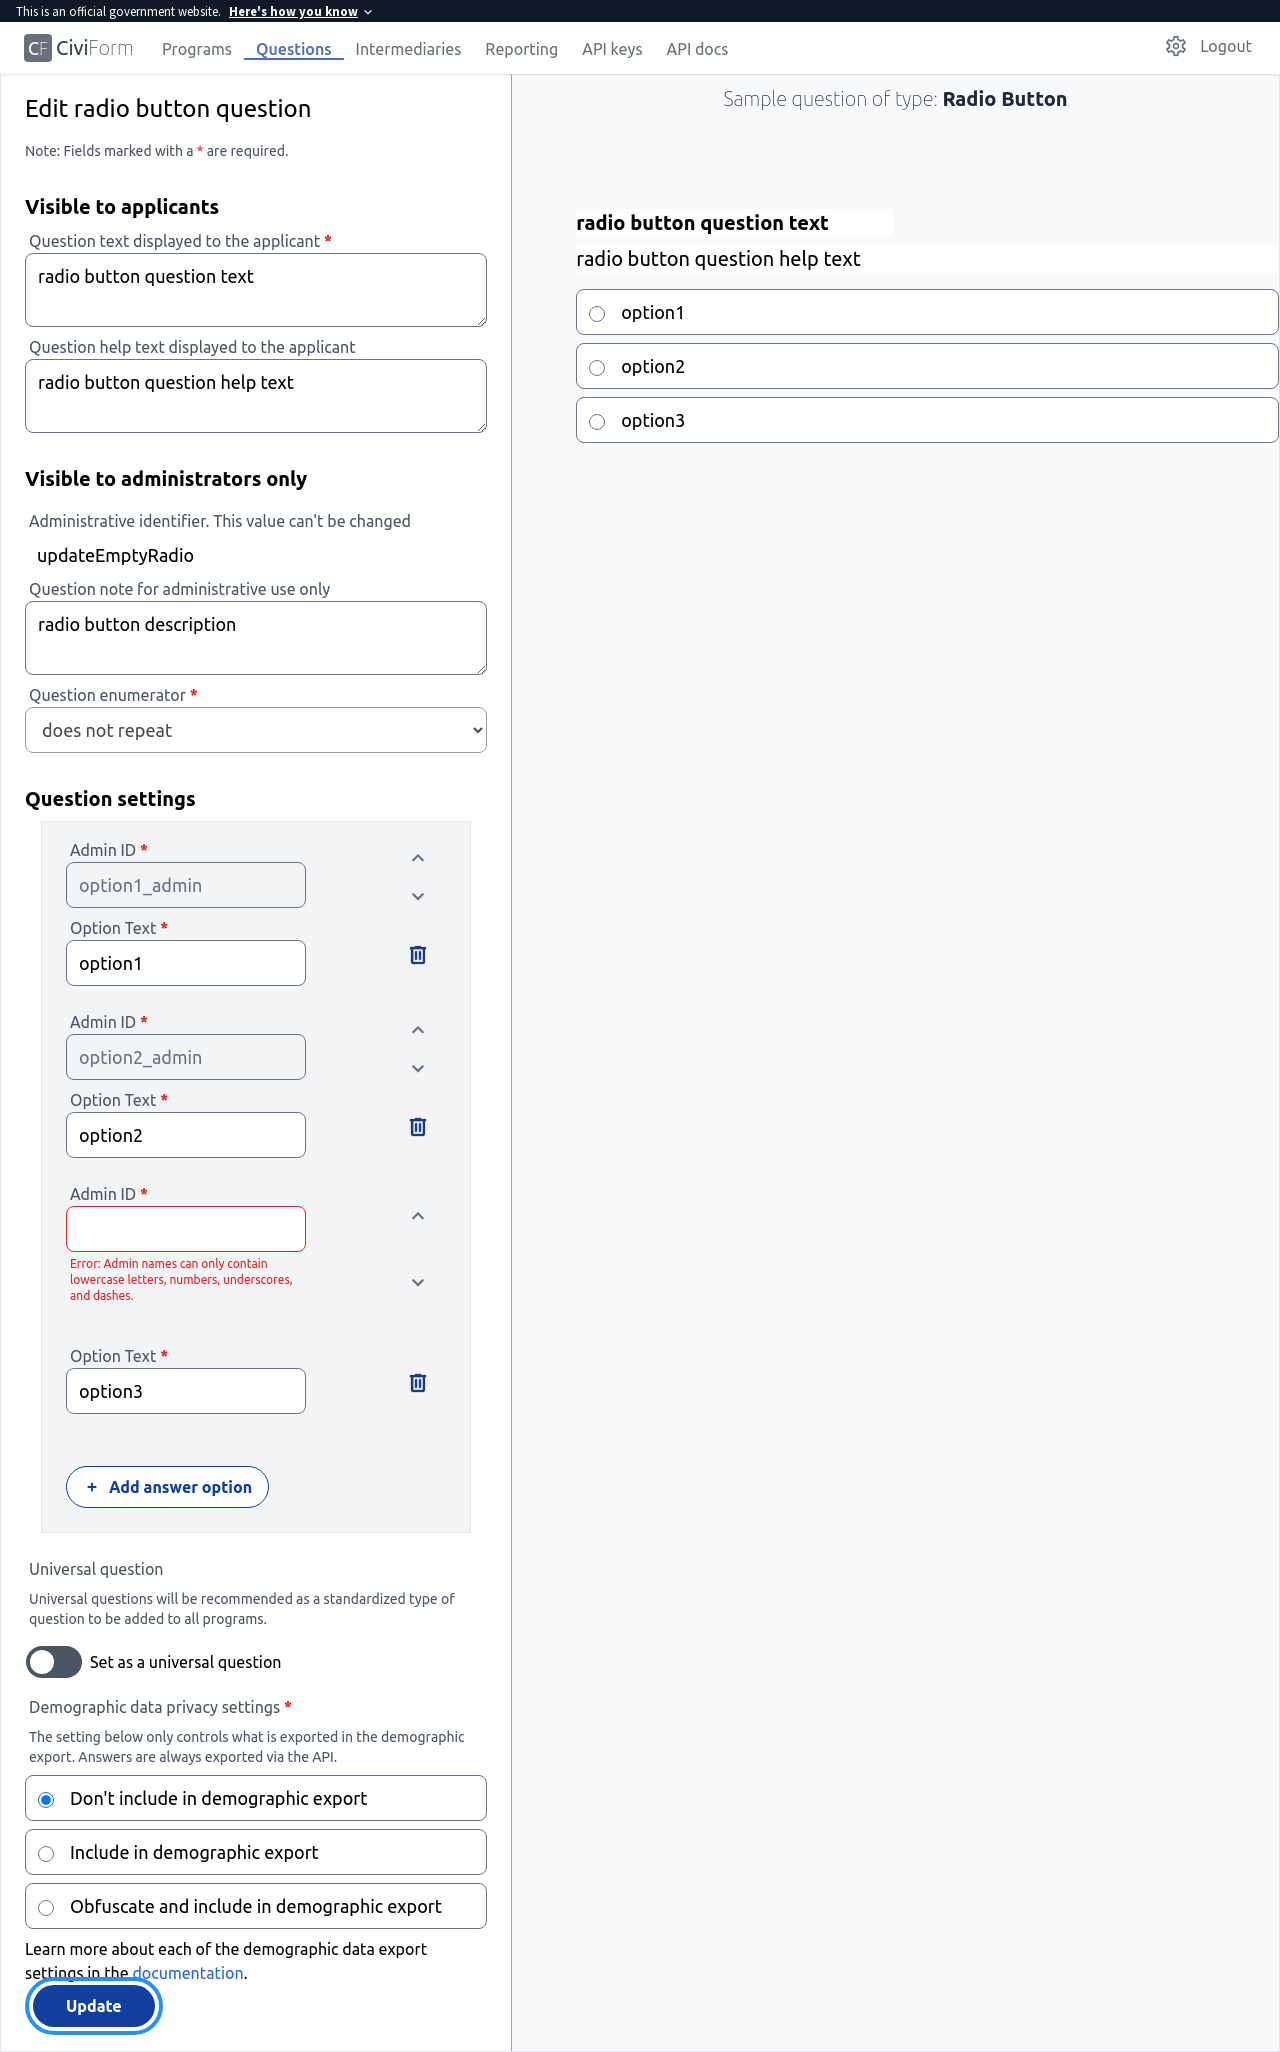 This is an official government website. Here's how you know
CF CiviForm Programs Questions Intermediaries Reporting API keys API docs Logout
Edit radio button question
Note: Fields marked with a * are required.
Visible to applicants
Question text displayed to the applicant *
radio button question text
Question help text displayed to the applicant
radio button question help text
Visible to administrators only
Administrative identifier. This value can't be changed
updateEmptyRadio
Question note for administrative use only
radio button description
Question enumerator *
does not repeat
Question settings
Admin ID *
option1_admin
Option Text *
option1
Admin ID *
option2_admin
Option Text *
option2
Admin ID *
Error: Admin names can only contain
lowercase letters, numbers, underscores,
and dashes.
Option Text *
option3
+ Add answer option
Universal question
Universal questions will be recommended as a standardized type of
question to be added to all programs.
Set as a universal question
Demographic data privacy settings *
The setting below only controls what is exported in the demographic
export. Answers are always exported via the API.
Don't include in demographic export
Include in demographic export
Obfuscate and include in demographic export
Learn more about each of the demographic data export
settings in the documentation.
Update
Sample question of type: Radio Button
radio button question text
radio button question help text
option1
option2
option3